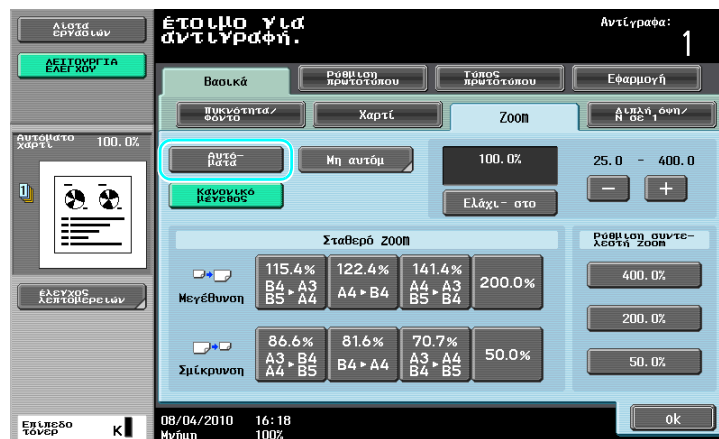 Λίστα
εργασιών
ΛΕΙΤΟΥΡΓΙΑ
ΕΛΕΓΧΟΥ
έτοιμο για
αντιγραφή.
Αντίγραφα:
1
Βασικά
Ρύθμιση
πρωτοτύπου
Τύπος
πρωτοτύπου
Εφαρμογή
Πυκνότητα/
Φόντο
Χαρτί
Zoom
Διπλή όψη/
N σε 1
Αυτόματο
χαρτί
100.0%
Αυτό-
ματα
Μη αυτόμ
100.0%
25.0 - 400.0
Κανονικό
μέγεθος
Ελάχι- στο
− +
Σταθερό zoom
Ρύθμιση συντε-
λεστή zoom
Μεγέθυνση
115.4%
B4▸A3
B5▸A4
122.4%
A4▸B4
141.4%
A4▸A3
B5▸B4
200.0%
400.0%
200.0%
έλεγχος
λεπτομερειών
Σμίκρυνση
86.6%
A3▸B4
A4▸B5
81.6%
B4▸A4
70.7%
A3▸A4
B4▸B5
50.0%
50.0%
Επίπεδο
τόνερ
K
08/04/2010 16:18
Μνήμη 100%
ok